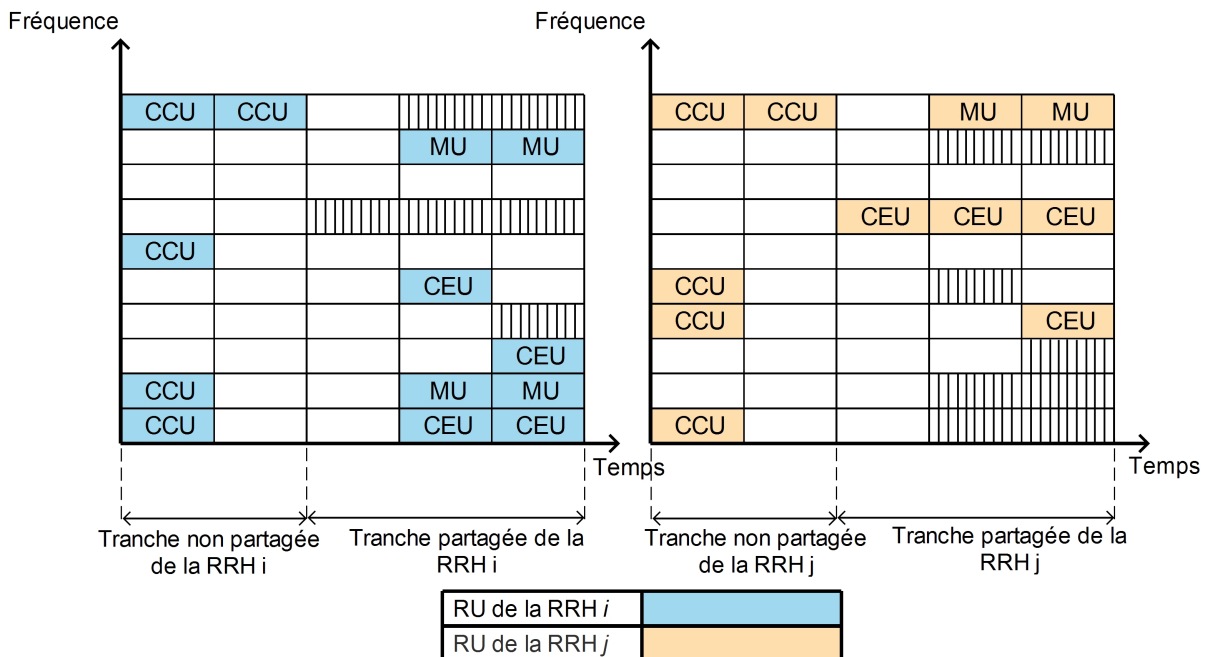 Fréquence
Fréquence
CCU CCU
CCU CCU MU MU
MU MU
CEU CEU CEU
CCU
CEU
CCU
CCU CEU
CEU
CCU MU MU
CCU CEU CEU
CCU
Temps
Temps
Tranche non partagée
de la RRH i
Tranche partagée de la
RRH i
Tranche non partagée
de la RRH j
Tranche partagée de la
RRH j
RU de la RRH i
RU de la RRH j